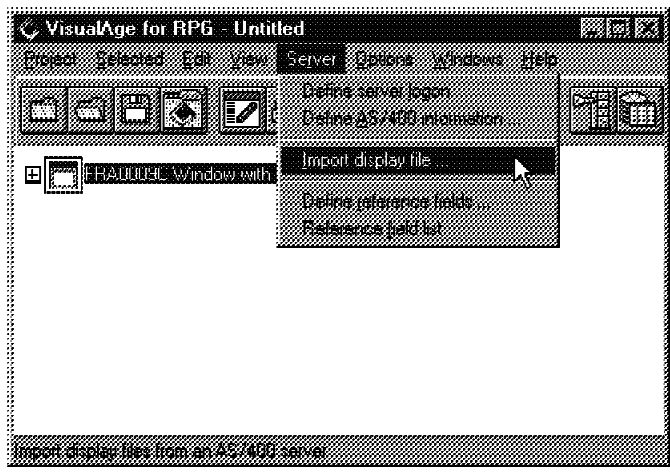 VisualAge for RPG - Untitled
Project Selected Edit View Server Options Windows Help
Define server logon
Define AS/400 information ...
Import display file ...
FRA0009C Window with
Define reference fields ...
Reference field list
Import display files from an AS/400 server